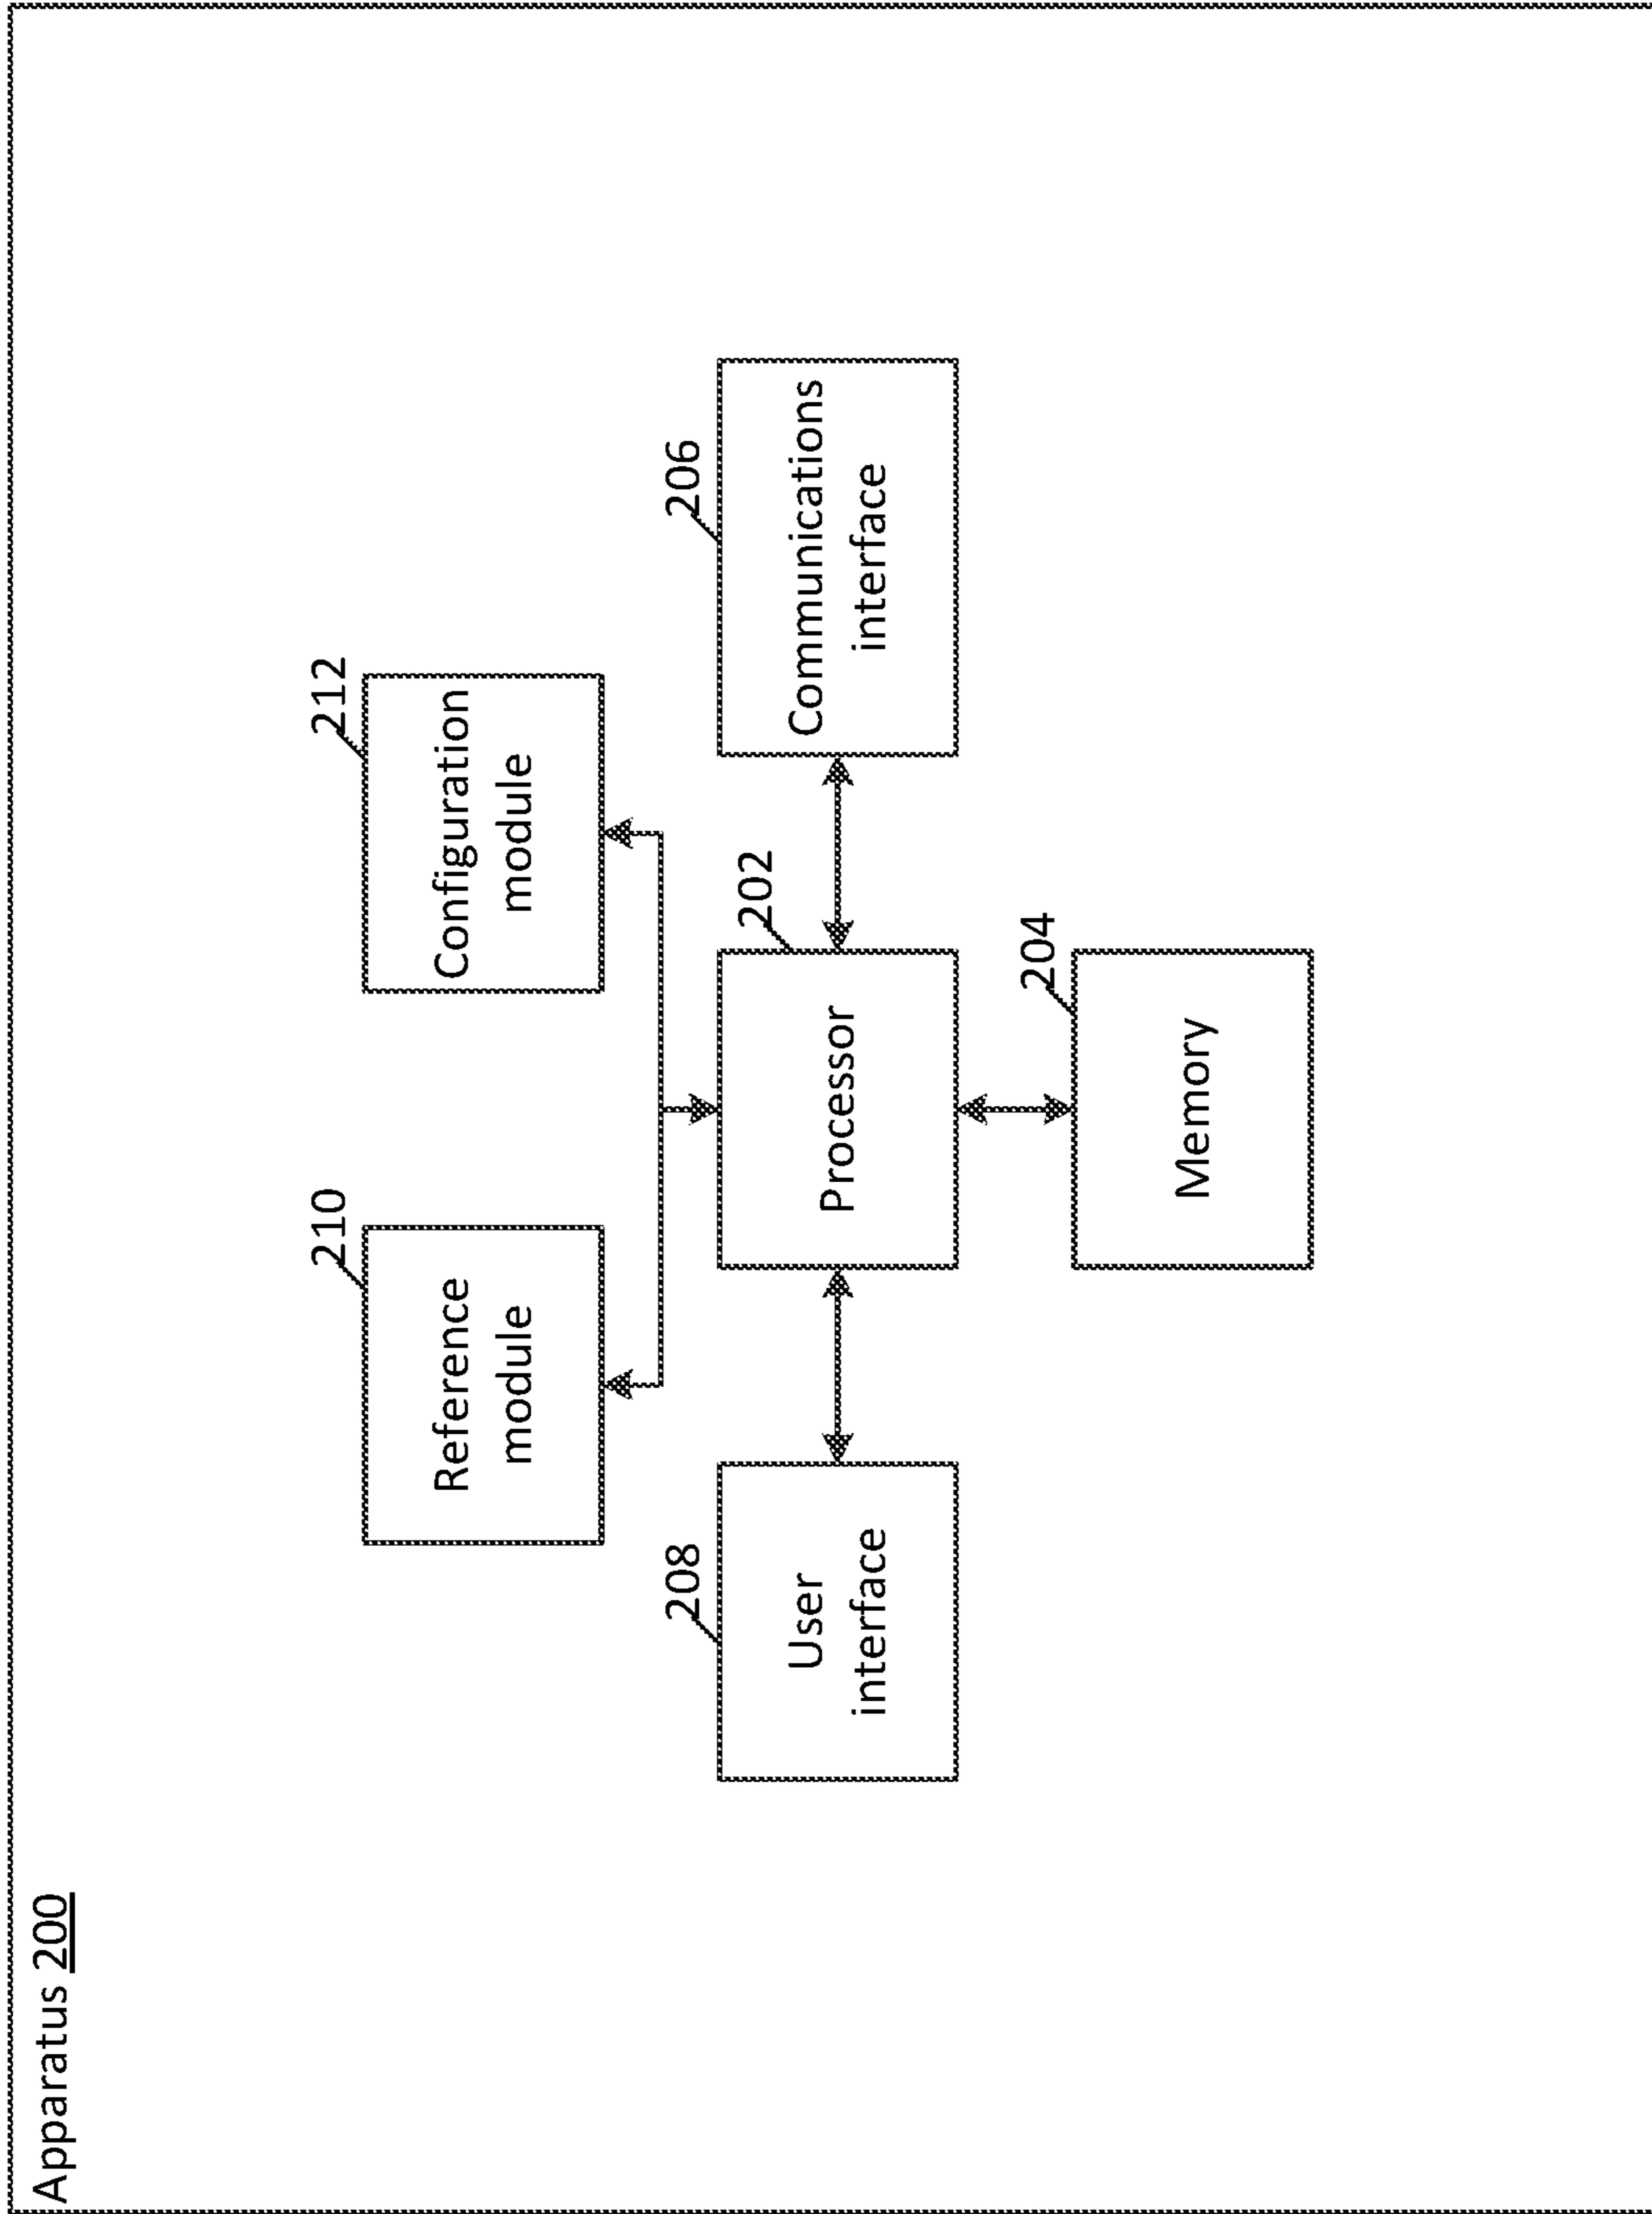 Apparatus 200
210
Reference
module
212
Configuration
module
208
User
interface
202
Processor
206
Communications
interface
204
Memory